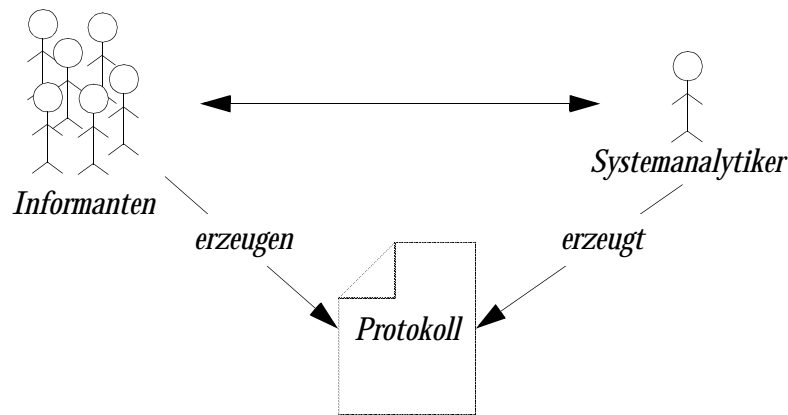 Systemanalytiker
Informanten
erzeugen
erzeugt
Protokoll